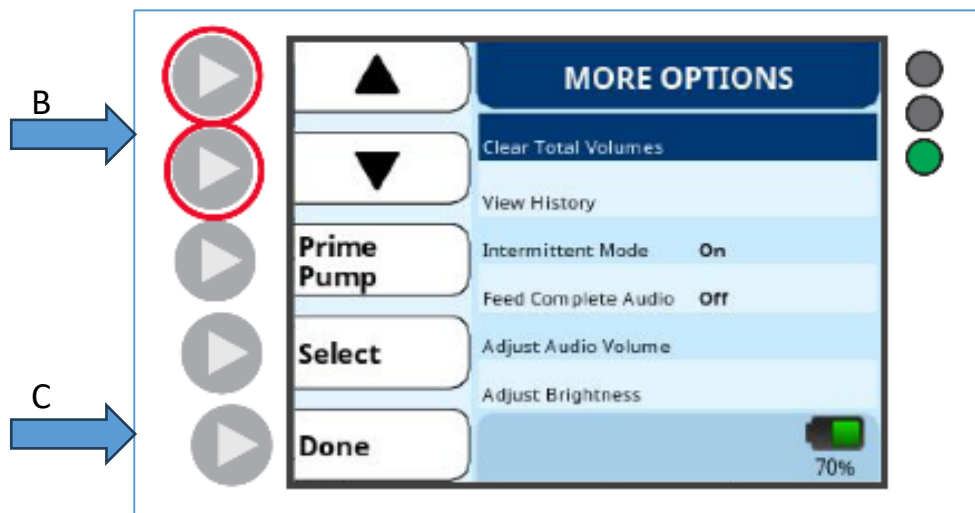 B
C
Prime
Pump
Select
Done
MORE OPTIONS
Clear Total Volumes
View History
Intermittent Mode On
Feed Complete Audio Off
Adjust Audio Volume
Adjust Brightness
70%